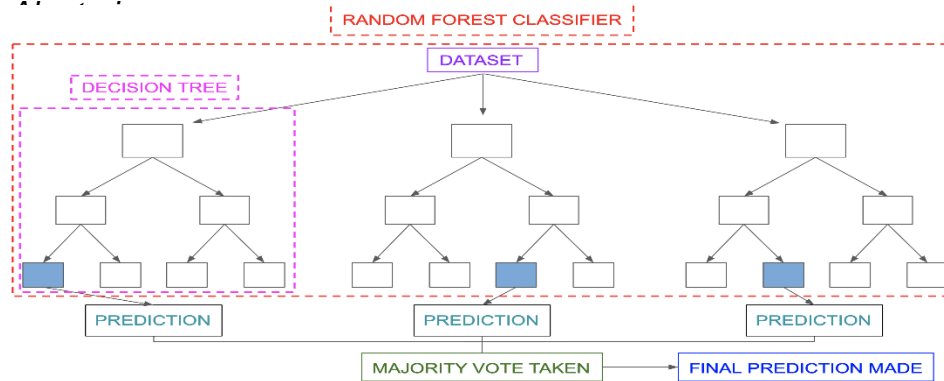 RANDOM FOREST CLASSIFIER
DATASET
DECISION TREE
PREDICTION
PREDICTION
PREDICTION
MAJORITY VOTE TAKEN
FINAL PREDICTION MADE